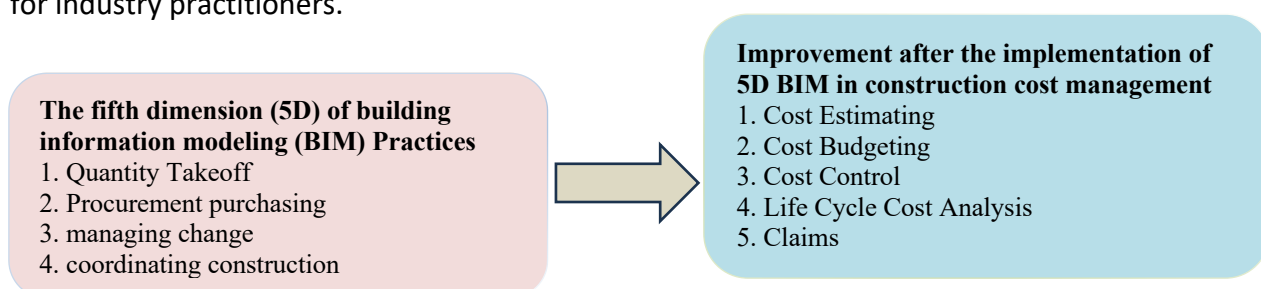 for industry practitioners.
The fifth dimension (5D) of building
information modeling (BIM) Practices
1. Quantity Takeoff
2. Procurement purchasing
3. managing change
4. coordinating construction
Improvement after the implementation of
5D BIM in construction cost management
1. Cost Estimating
2. Cost Budgeting
3. Cost Control
4. Life Cycle Cost Analysis
5. Claims